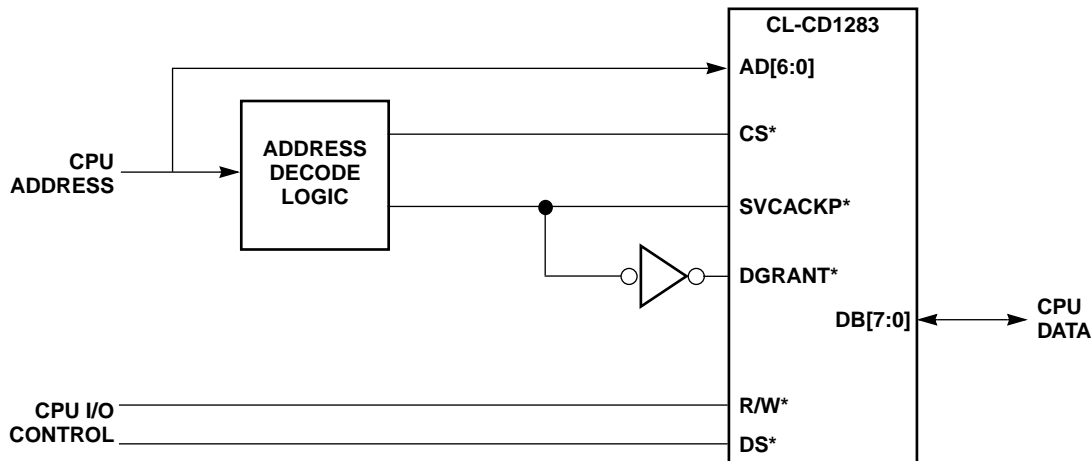 CL-CD1283
AD[6:0]
CS*
ADDRESS
DECODE
LOGIC
CPU
ADDRESS
SVCACKP*
DGRANT*
DB[7:0]
CPU
DATA
R/W*
CPU I/O
CONTROL
DS*